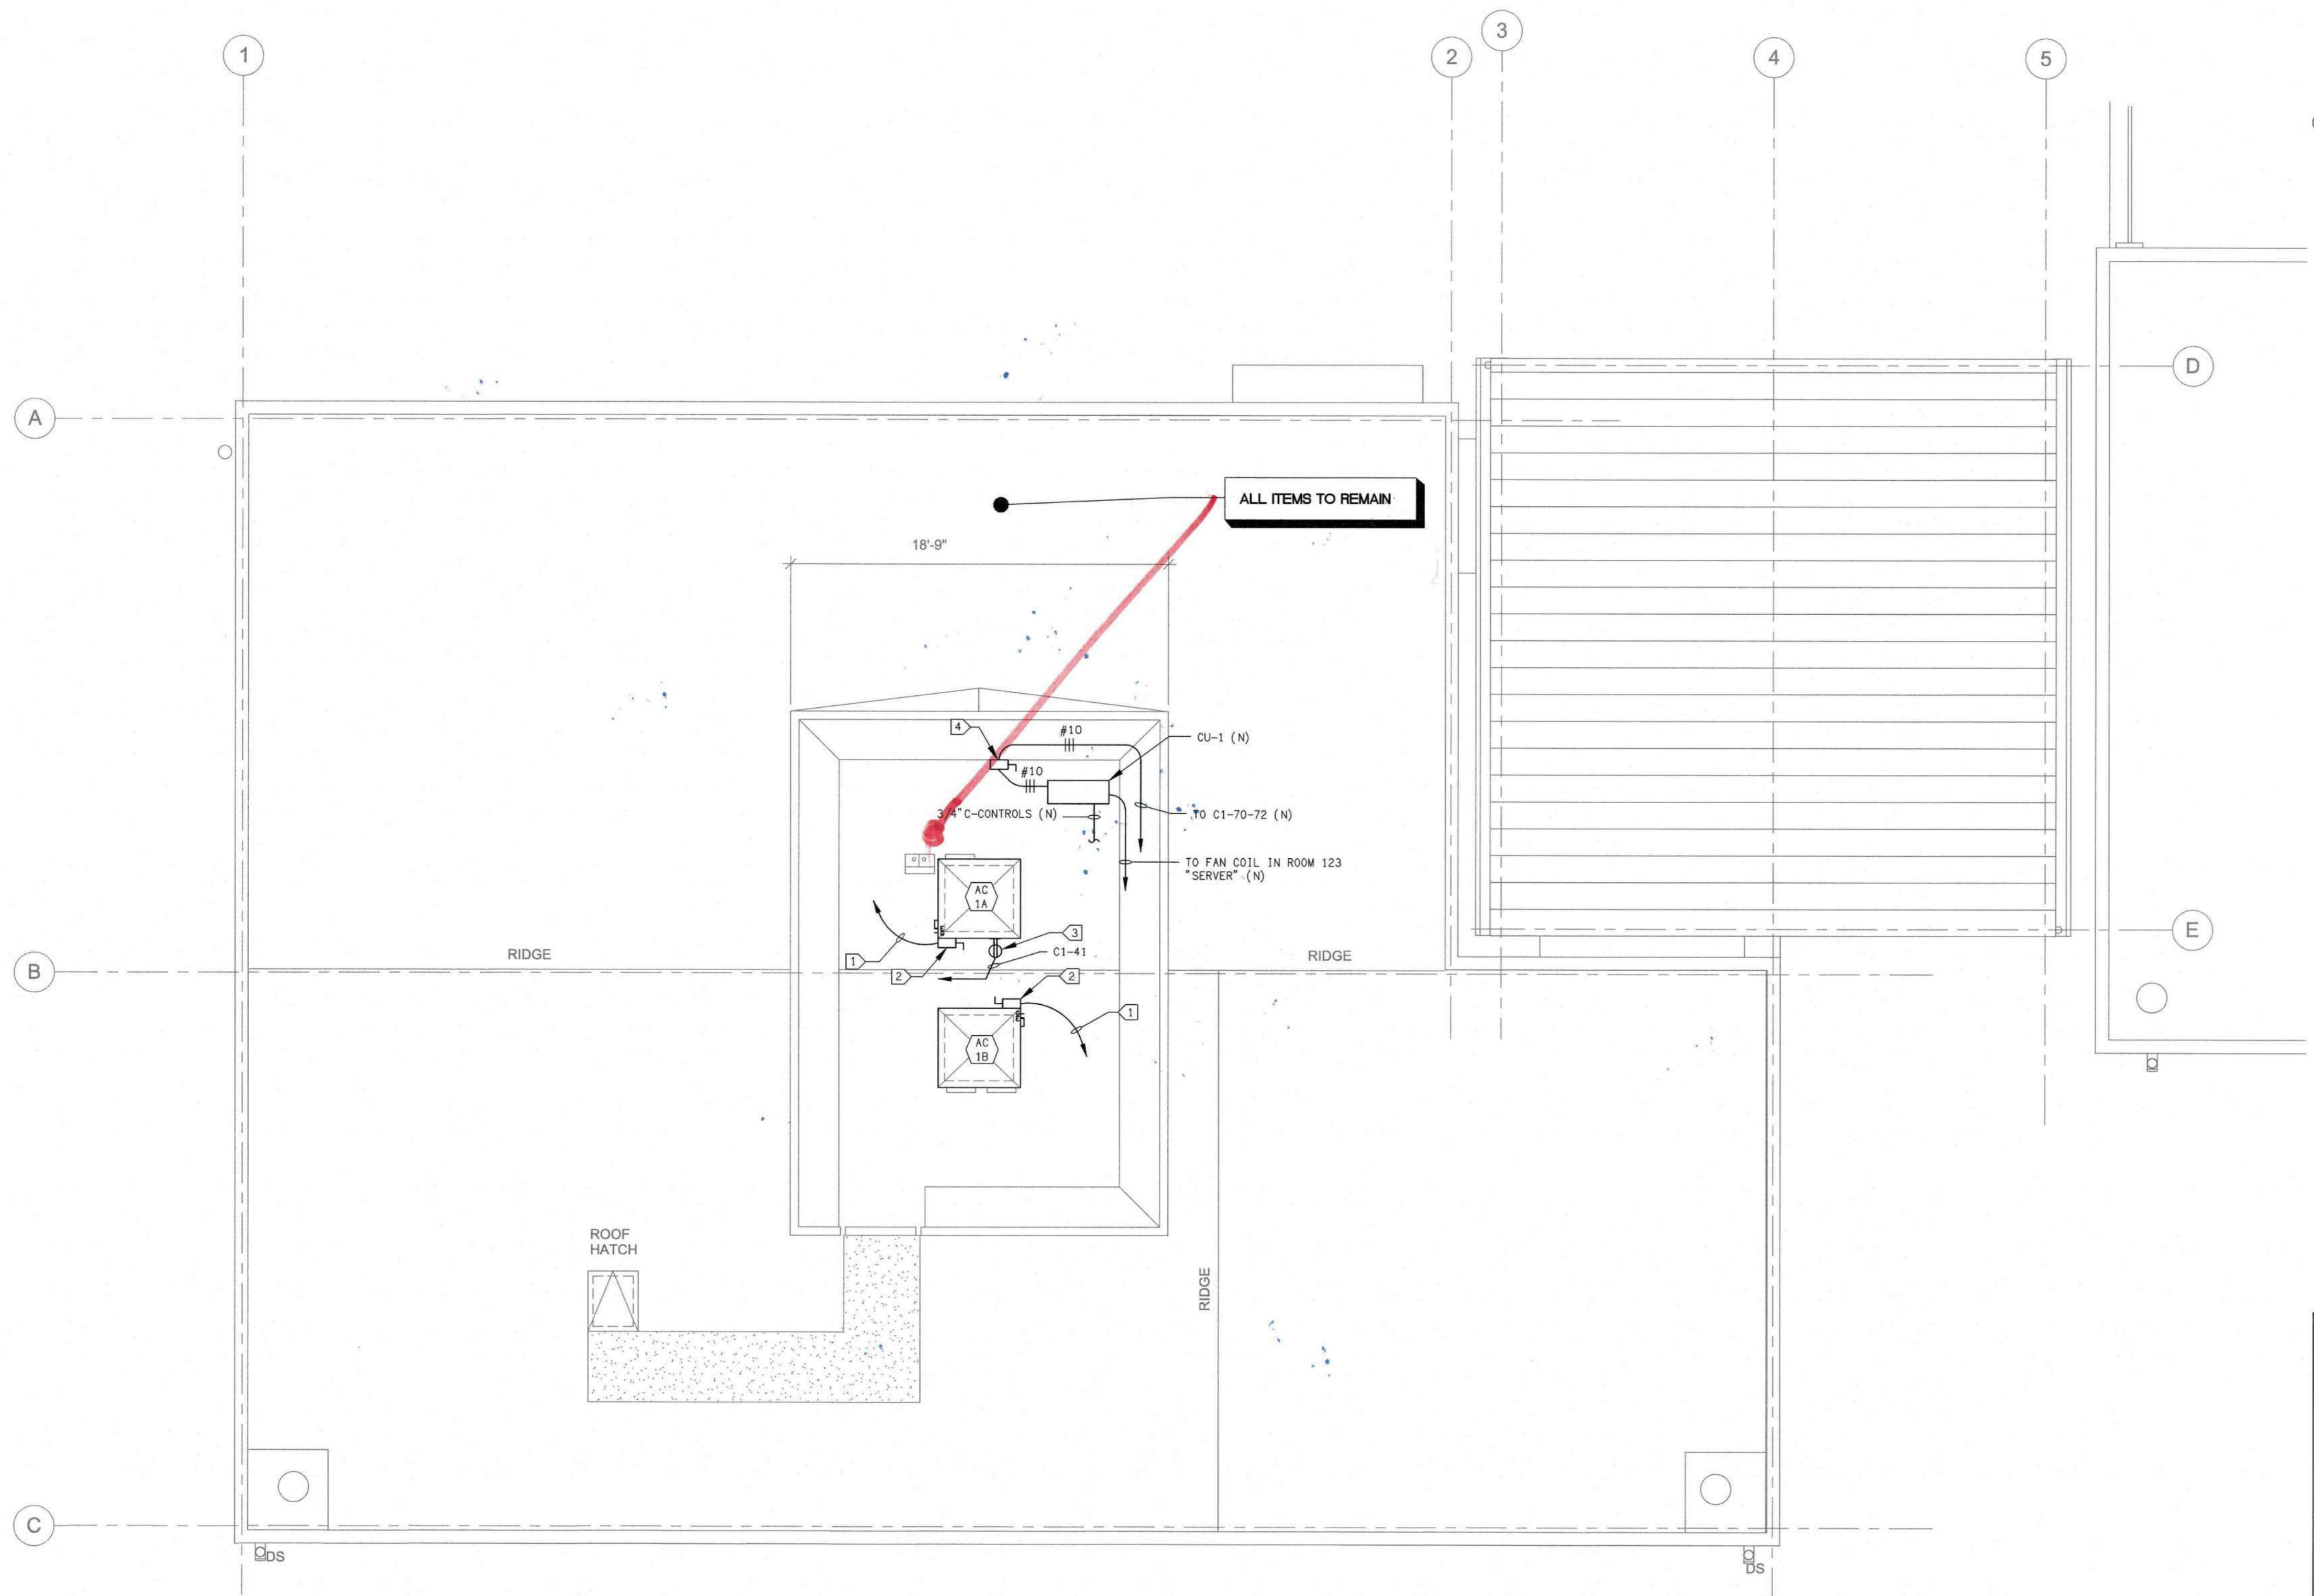 1
3
2
4
5
D
A
ALL ITEMS TO REMAIN
18'-9"
4
#10
CU-1 (N)
#10
3/4"C-CONTROLS (N)
TO C1-70-72 (N)
TO FAN COIL IN ROOM 123
"SERVER" (N)
AC
1A
3
E
RIDGE
1
C1-41
RIDGE
B
2
2
1
AC
1B
ROOF
HATCH
RIDGE
C
DS
DS